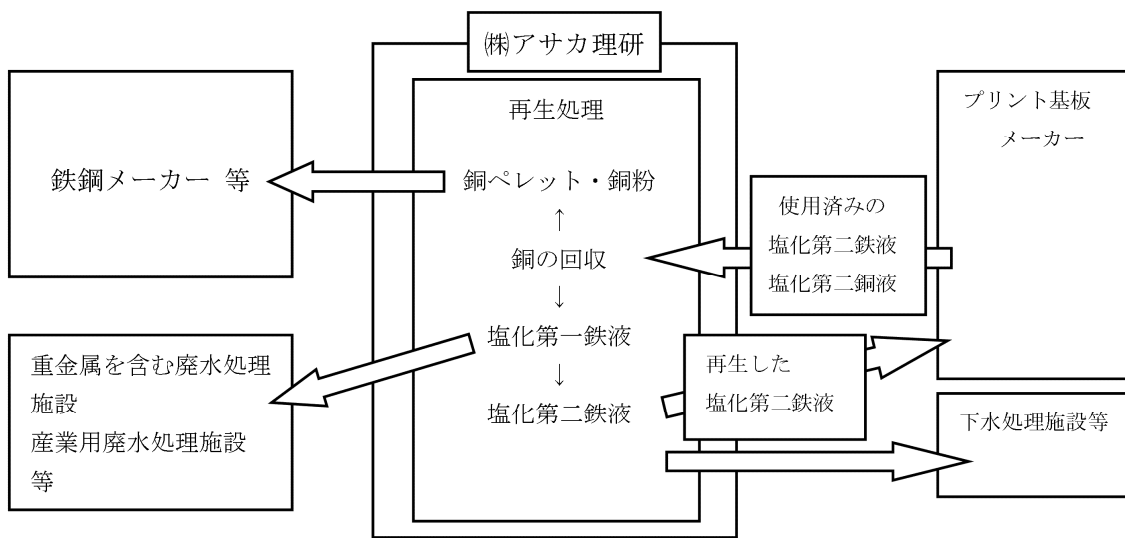 ㈱アサカ理研
再生処理
銅ペレット・銅粉
↑
銅の回収
↓
塩化第一鉄液
↓
塩化第二鉄液
鉄鋼メーカー 等
重金属を含む廃水処理
施設
産業用廃水処理施設
等
プリント基板
メーカー
使用済みの
塩化第二鉄液
塩化第二銅液
再生した
塩化第二鉄液
下水処理施設等